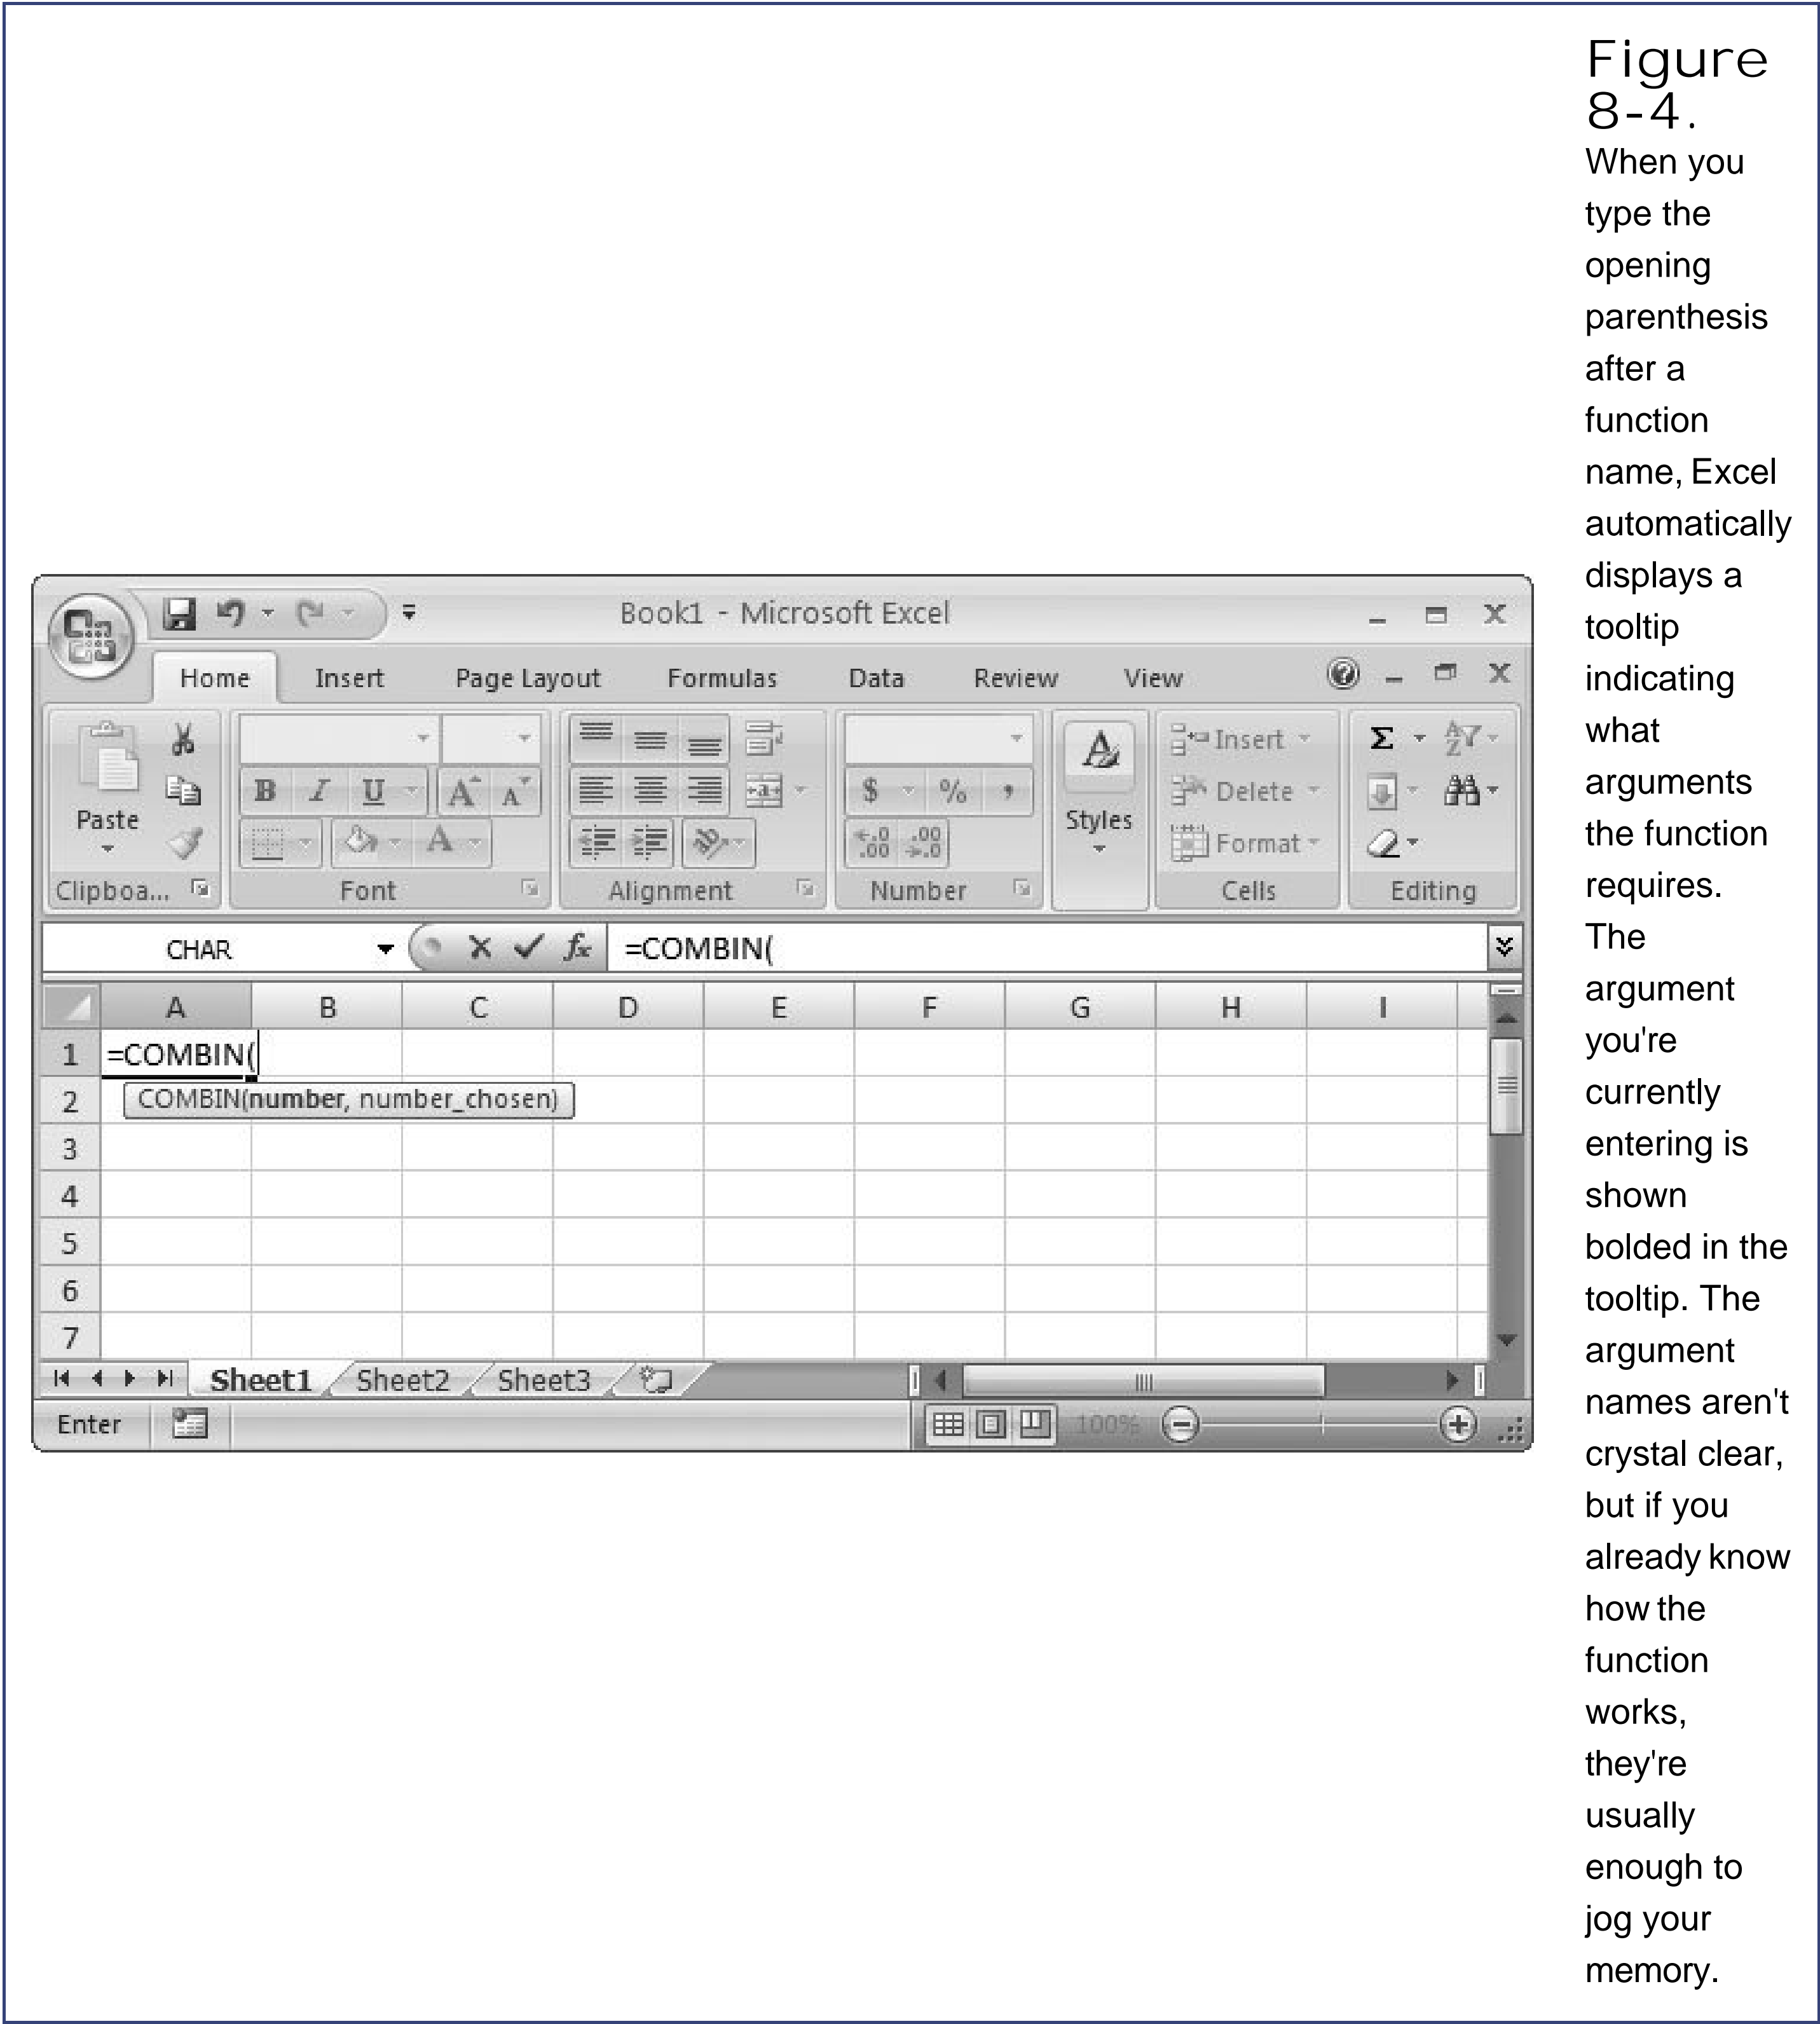 Figure
8-4.
When you
type the
opening
parenthesis
after a
function
name, Excel
automatically
displays a
tooltip
indicating
what
arguments
the function
requires.
The
argument
you're
currently
entering is
shown
bolded in the
tooltip. The
argument
names aren't
crystal clear,
but if you
already know
how the
function
works,
they're
usually
enough to
jog your
memory.
Book1 - Microsoft Excel
Home Insert Page Layout Formulas Data Review View
Paste
B I U A A
$ % ,
Styles
Insert
Delete
Format
Σ
A
Z
.0 .00
.00 .0
Clipboa... Font Alignment Number Cells Editing
CHAR fx =COMBIN(
A B C D E F G H I
1 =COMBIN(
2 COMBIN(number, number_chosen)
3
4
5
6
7
Sheet1 Sheet2 Sheet3
Enter 100%